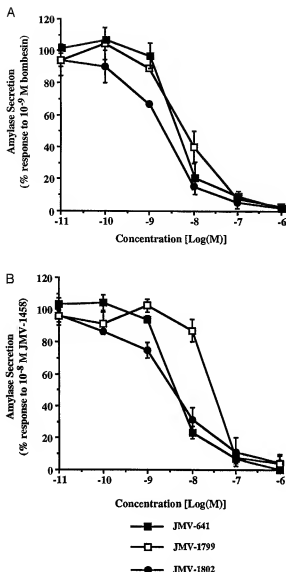 A
120
100
80
60
40
20
0
Amylase Secretion
(% response to 10⁻⁹ M bombesin)
-11 -10 -9 -8 -7 -6
Concentration [Log(M)]
B
120
100
80
60
40
20
0
Amylase Secretion
(% response to 10⁻⁸ M JMV-1458)
-11 -10 -9 -8 -7 -6
Concentration [Log(M)]
JMV-641
JMV-1799
JMV-1802